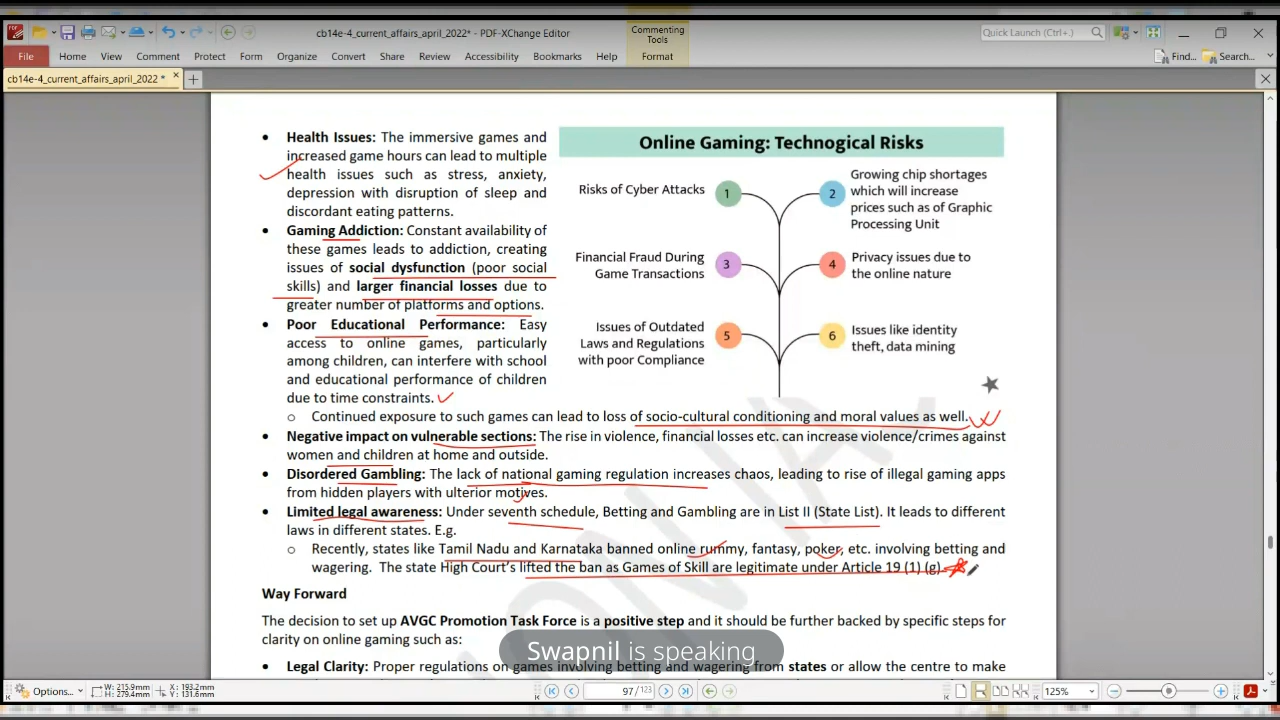 cb14e-4_current_affairs_april_2022* - PDF-XChange Editor
Commenting
Tools
Quick Launch (Ctrl+.)
File
Home
View
Comment
Protect
Form
Organize
Convert
Share
Review
Accessibility
Bookmarks
Help
Format
Find...
Search...
cb14e-4_current_affairs_april_2022 *
• Health Issues: The immersive games and
increased game hours can lead to multiple
health issues such as stress, anxiety,
depression with disruption of sleep and
discordant eating patterns.
• Gaming Addiction: Constant availability of
these games leads to addiction, creating
issues of social dysfunction (poor social
skills) and larger financial losses due to
greater number of platforms and options.
• Poor Educational Performance: Easy
access to online games, particularly
among children, can interfere with school
and educational performance of children
due to time constraints.
Online Gaming: Technogical Risks
Risks of Cyber Attacks
1
2
Growing chip shortages
which will increase
prices such as of Graphic
Processing Unit
Financial Fraud During
Game Transactions
3
4
Privacy issues due to
the online nature
Issues of Outdated
Laws and Regulations
with poor Compliance
5
6
Issues like identity
theft, data mining
o Continued exposure to such games can lead to loss of socio-cultural conditioning and moral values as well.
• Negative impact on vulnerable sections: The rise in violence, financial losses etc. can increase violence/crimes against
women and children at home and outside.
• Disordered Gambling: The lack of national gaming regulation increases chaos, leading to rise of illegal gaming apps
from hidden players with ulterior motives.
• Limited legal awareness: Under seventh schedule, Betting and Gambling are in List II (State List). It leads to different
laws in different states. E.g.
o Recently, states like Tamil Nadu and Karnataka banned online rummy, fantasy, poker, etc. involving betting and
wagering. The state High Court's lifted the ban as Games of Skill are legitimate under Article 19 (1) (g).
Way Forward
The decision to set up AVGC Promotion Task Force is a positive step and it should be further backed by specific steps for
clarity on online gaming such as:
Swapnil is speaking
• Legal Clarity: Proper regulations on games involving betting and wagering from states or allow the centre to make
Options...
W: 215.9mm
H: 279.4mm
X: 193.2mm
Y: 131.6mm
97 / 123
125%